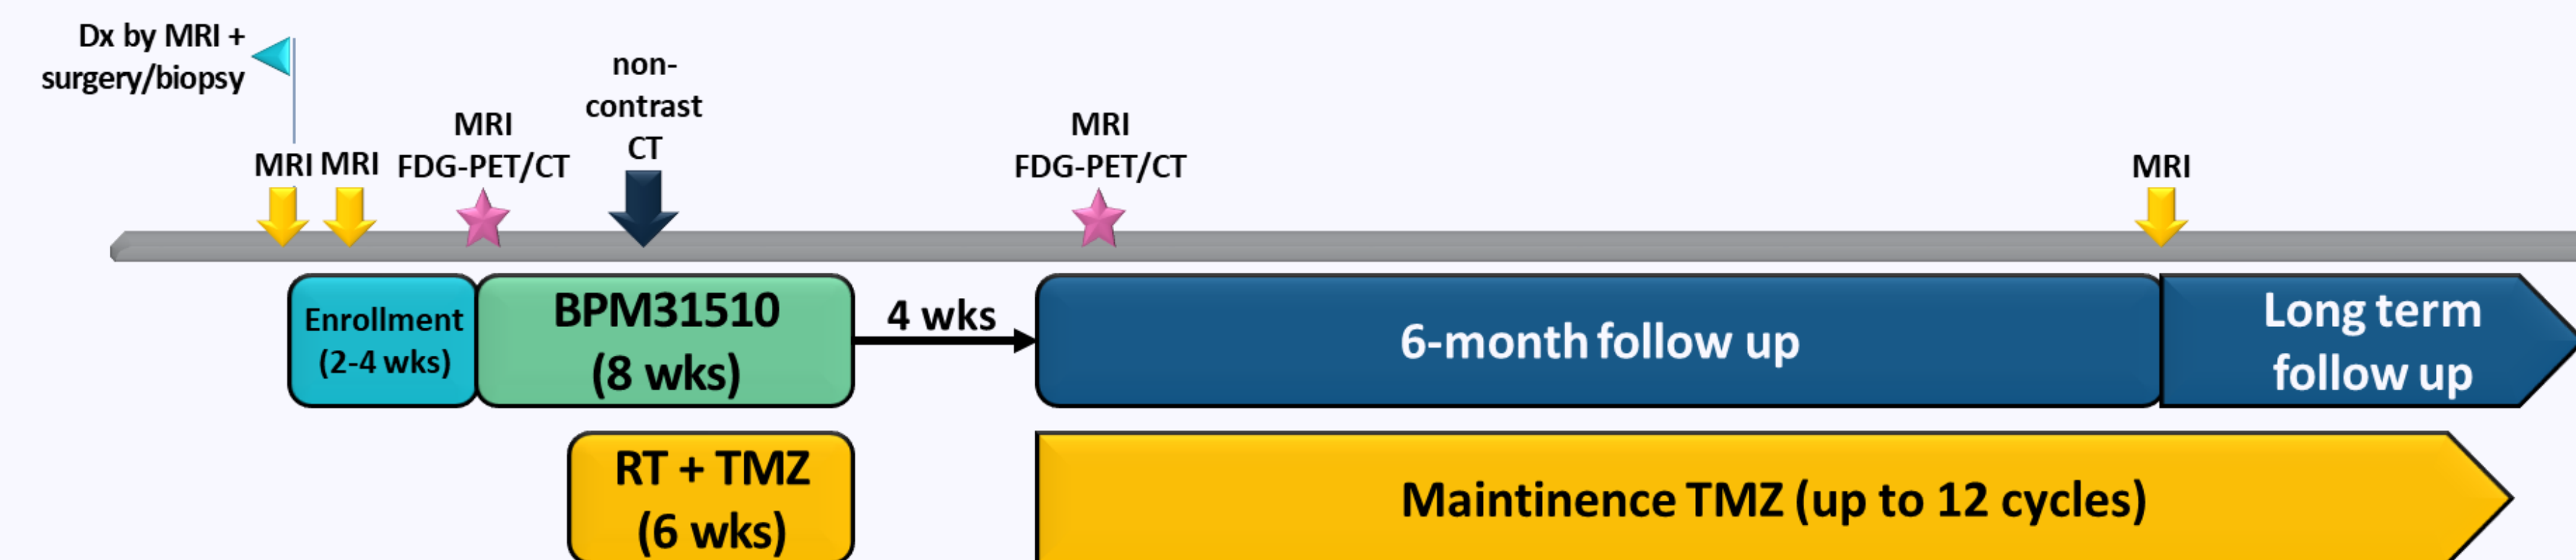 Dx by MRI +
surgery/biopsy
MRI
MRI
MRI
FDG-PET/CT
non-
contrast
CT
MRI
FDG-PET/CT
MRI
Enrollment
(2-4 wks)
BPM31510
(8 wks)
4 wks
6-month follow up
Long term
follow up
RT + TMZ
(6 wks)
Maintinence TMZ (up to 12 cycles)